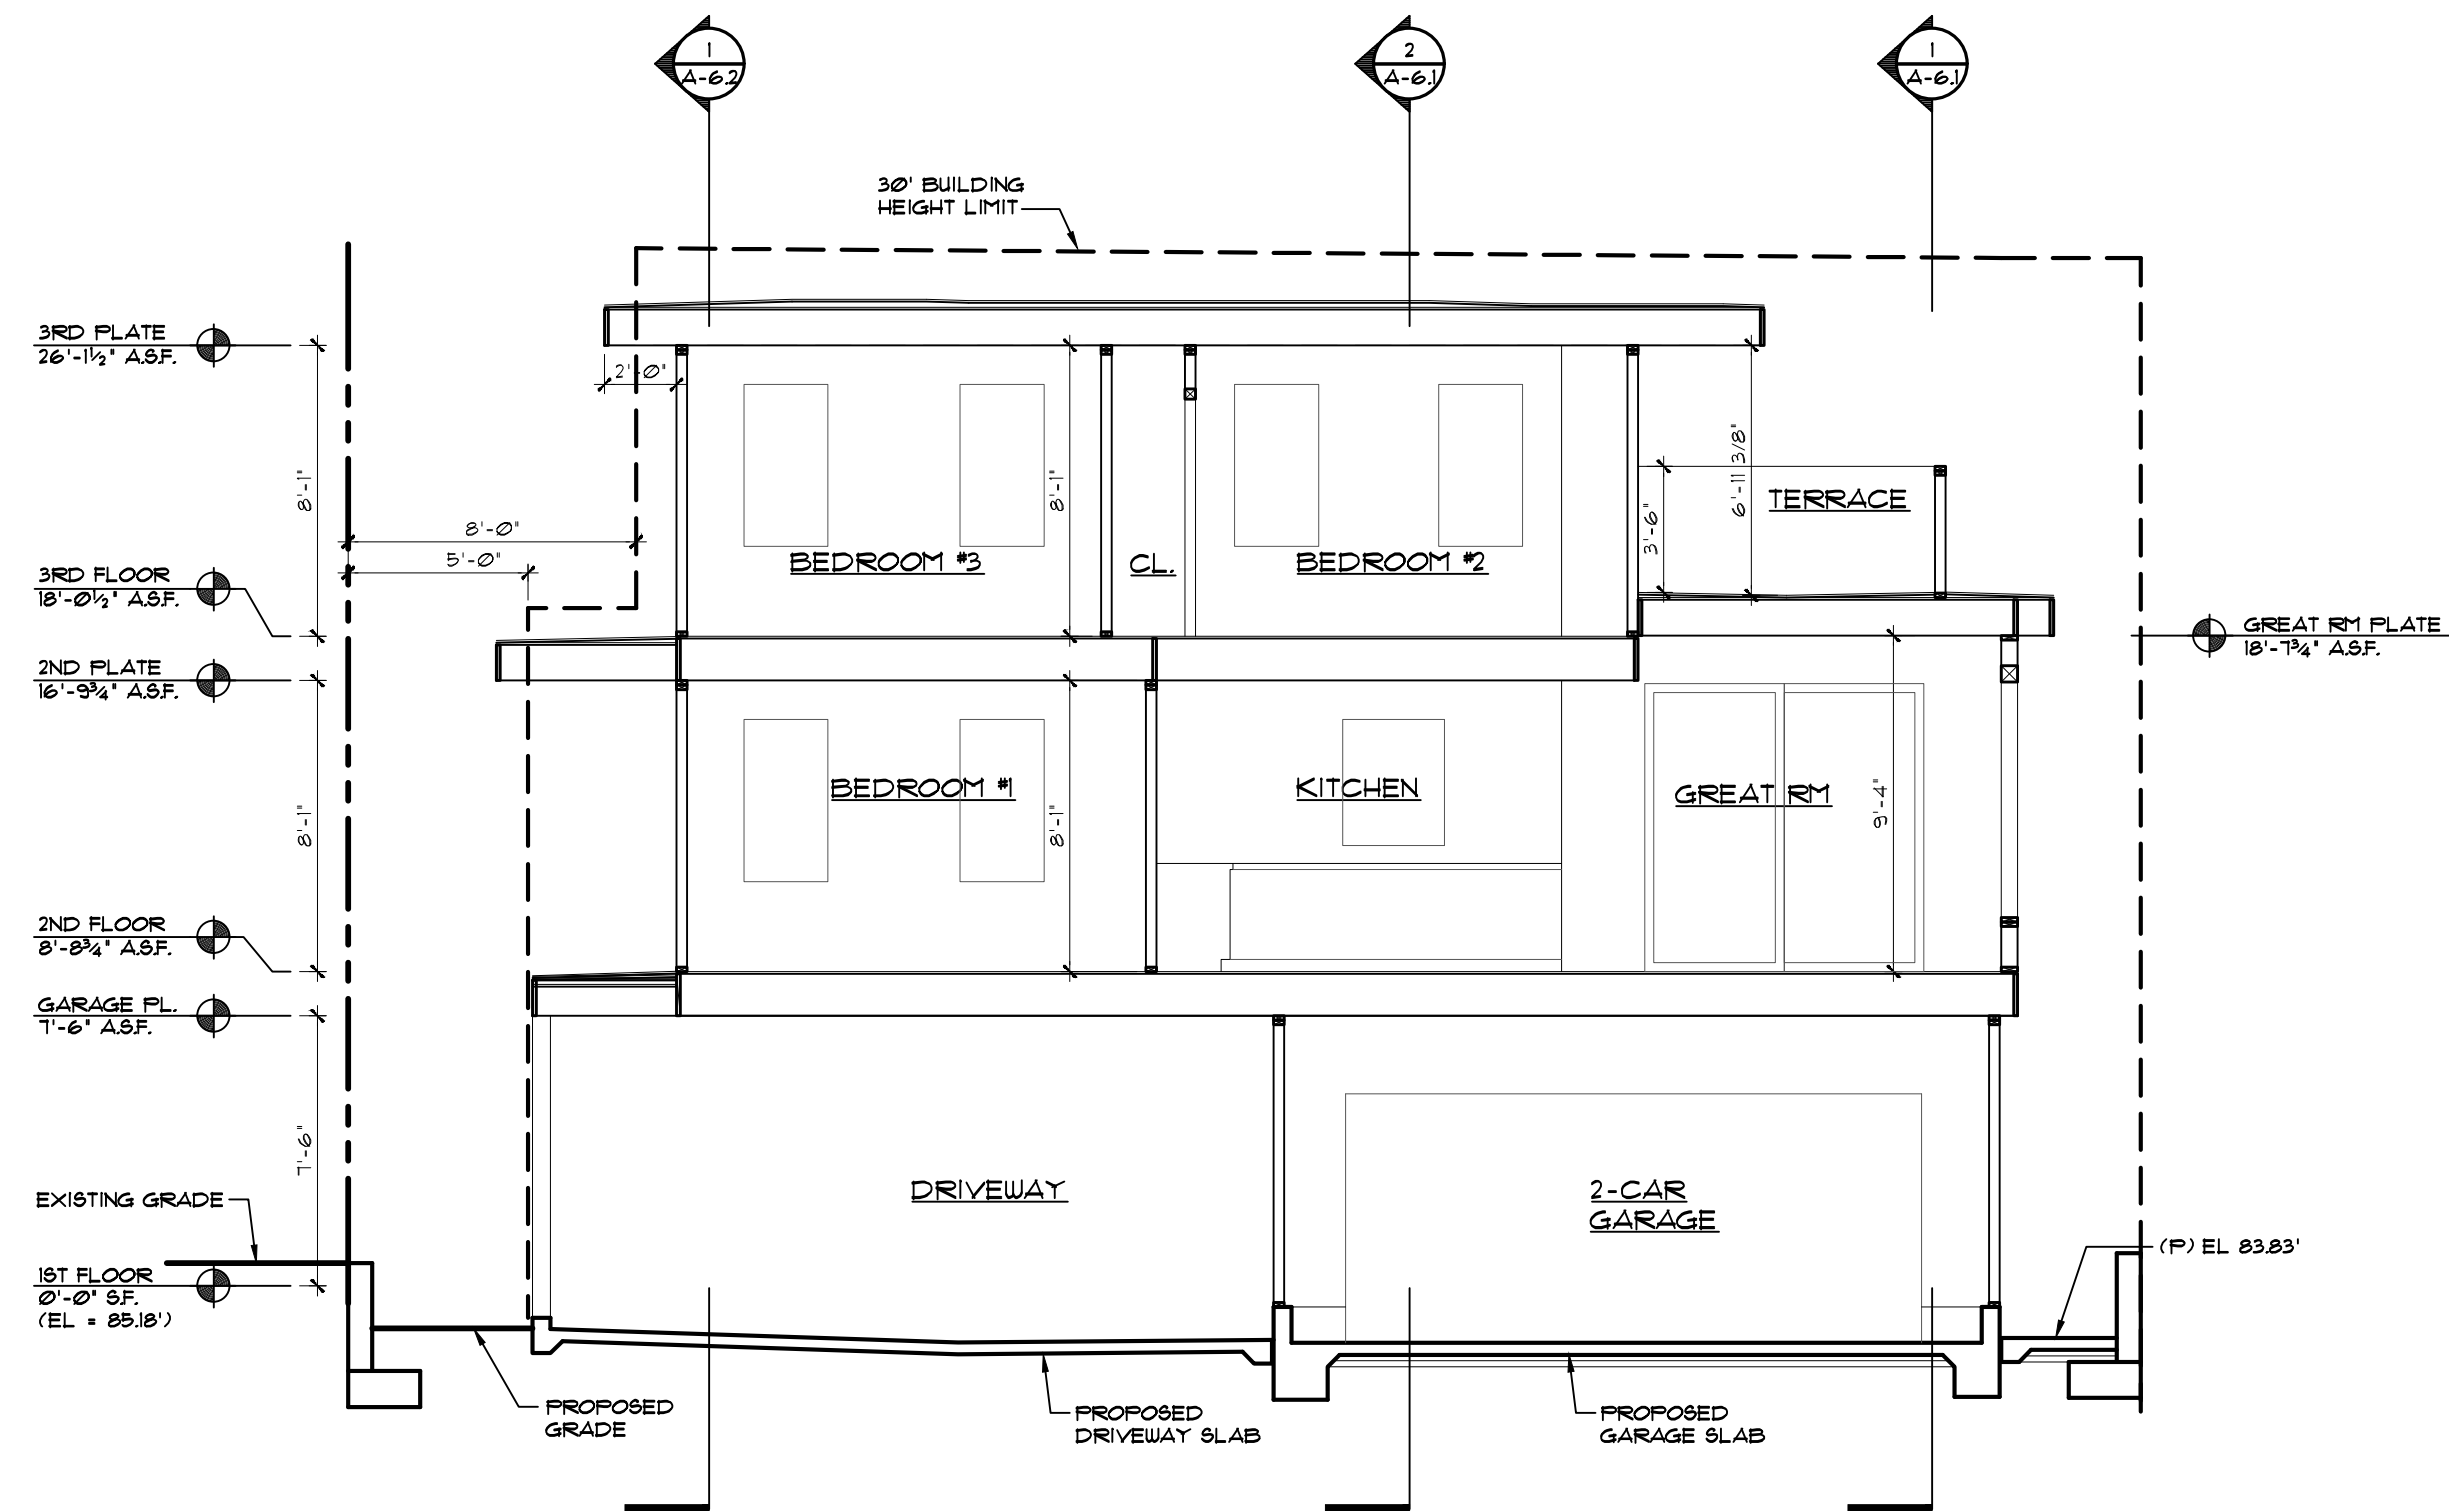 1
A-6.2
2
A-6.1
1
A-6.1
30' BUILDING
HEIGHT LIMIT
3RD PLATE
26'-1½" A.S.F.
2'-0"
8'-1"
8'-1"
6'-11 3/8"
3'-6"
TERRACE
8'-0"
5'-0"
BEDROOM #3
CL.
BEDROOM #2
3RD FLOOR
18'-0½" A.S.F.
GREAT RM PLATE
18'-7¾" A.S.F.
2ND PLATE
16'-9¾" A.S.F.
8'-1"
BEDROOM #1
8'-1"
KITCHEN
GREAT RM
9'-4"
2ND FLOOR
8'-8¾" A.S.F.
GARAGE PL.
7'-6" A.S.F.
7'-6"
DRIVEWAY
2-CAR
GARAGE
EXISTING GRADE
(P) EL 83.83'
1ST FLOOR
0'-0" S.F.
(EL = 85.18')
PROPOSED
GRADE
PROPOSED
DRIVEWAY SLAB
PROPOSED
GARAGE SLAB